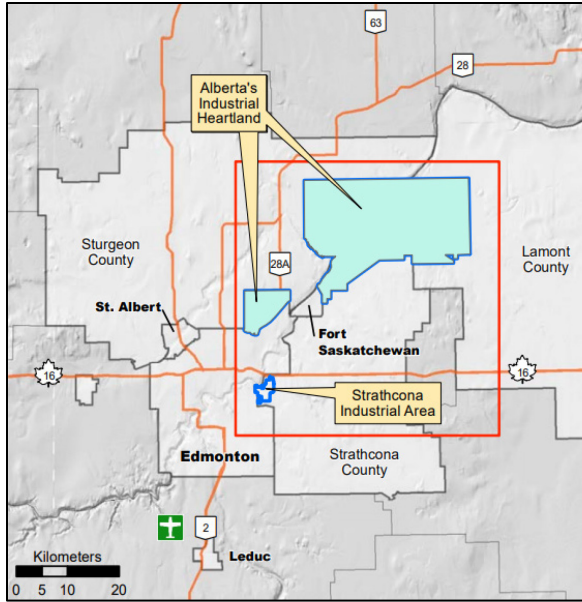 63
28
Alberta's
Industrial
Heartland
Sturgeon
County
28A
Lamont
County
St. Albert
Fort
Saskatchewan
16
16
Strathcona
Industrial Area
Edmonton
Strathcona
County
2
Leduc
Kilometers
0 5 10 20